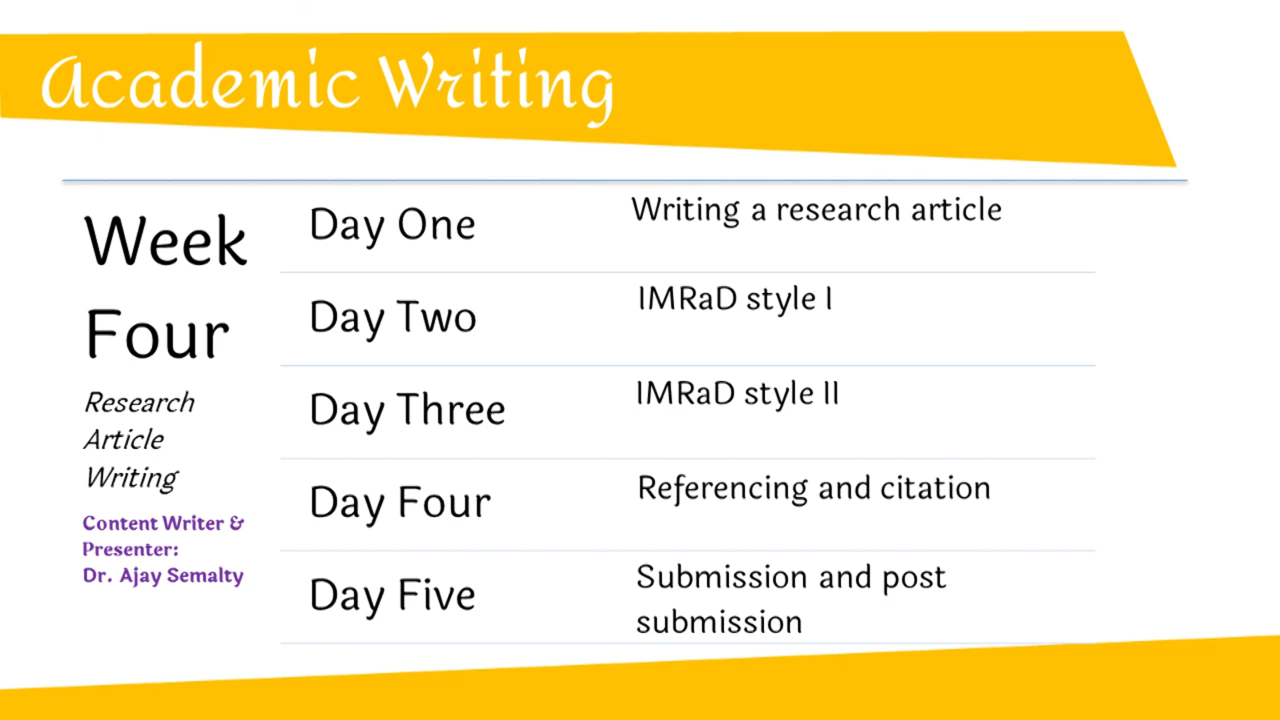 Academic Writing
Week
Four
Research
Article
Writing
Content Writer &
Presenter:
Dr. Ajay Semalty
Day One
Writing a research article
Day Two
IMRaD style I
Day Three
IMRaD style II
Day Four
Referencing and citation
Day Five
Submission and post
submission